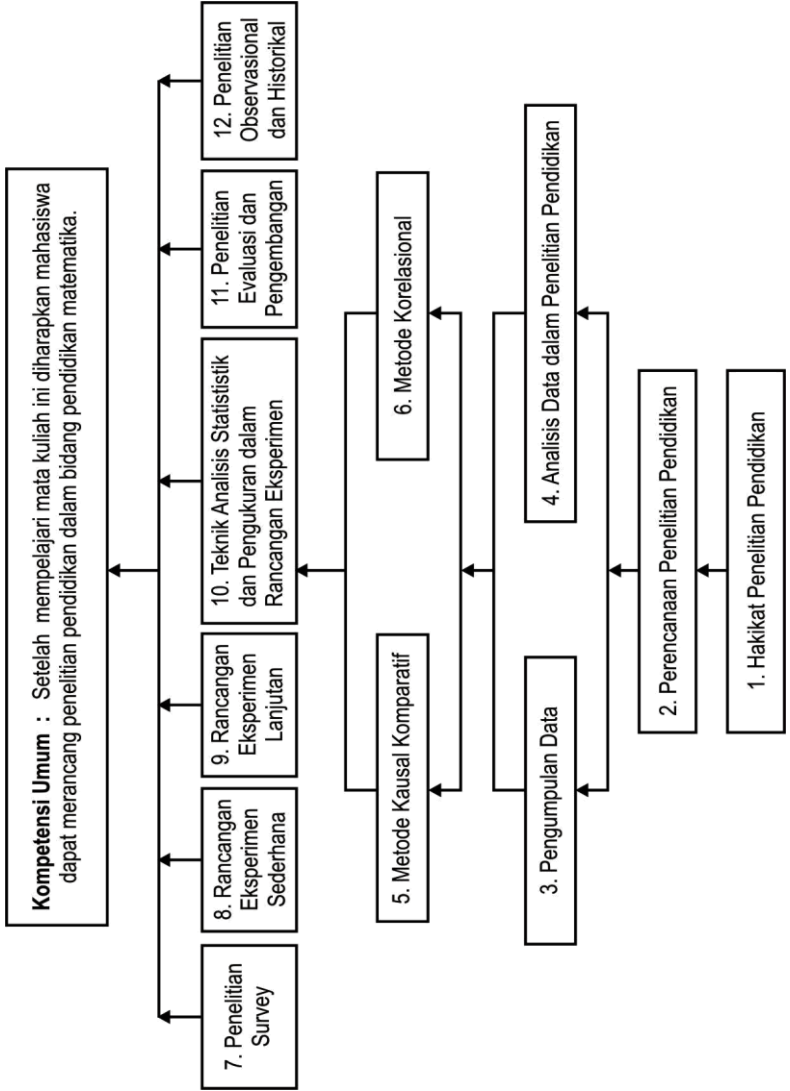 Kompetensi Umum : Setelah mempelajari mata kuliah ini diharapkan mahasiswa
dapat merancang penelitian pendidikan dalam bidang pendidikan matematika.
7. Penelitian
Survey
8. Rancangan
Eksperimen
Sederhana
9. Rancangan
Eksperimen
Lanjutan
10. Teknik Analisis Statististik
dan Pengukuran dalam
Rancangan Eksperimen
11. Penelitian
Evaluasi dan
Pengembangan
12. Penelitian
Observasional
dan Historikal
5. Metode Kausal Komparatif
6. Metode Korelasional
3. Pengumpulan Data
4. Analisis Data dalam Penelitian Pendidikan
2. Perencanaan Penelitian Pendidikan
1. Hakikat Penelitian Pendidikan